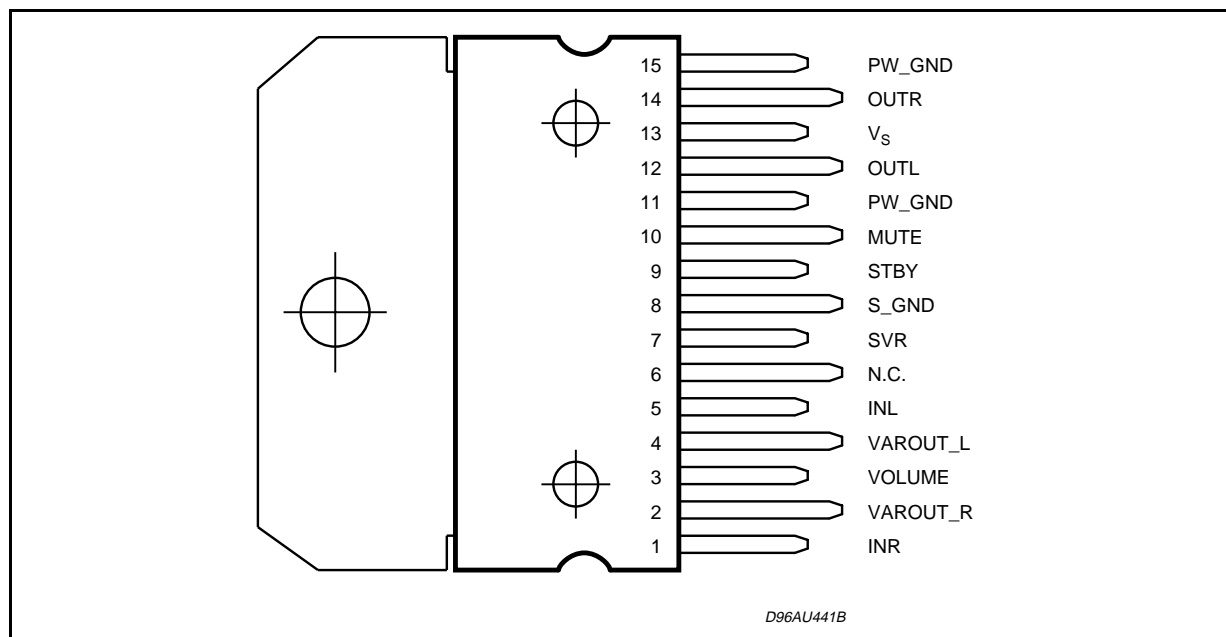 15 PW_GND
14 OUTR
13 VS
12 OUTL
11 PW_GND
10 MUTE
9 STBY
8 S_GND
7 SVR
6 N.C.
5 INL
4 VAROUT_L
3 VOLUME
2 VAROUT_R
1 INR
D96AU441B